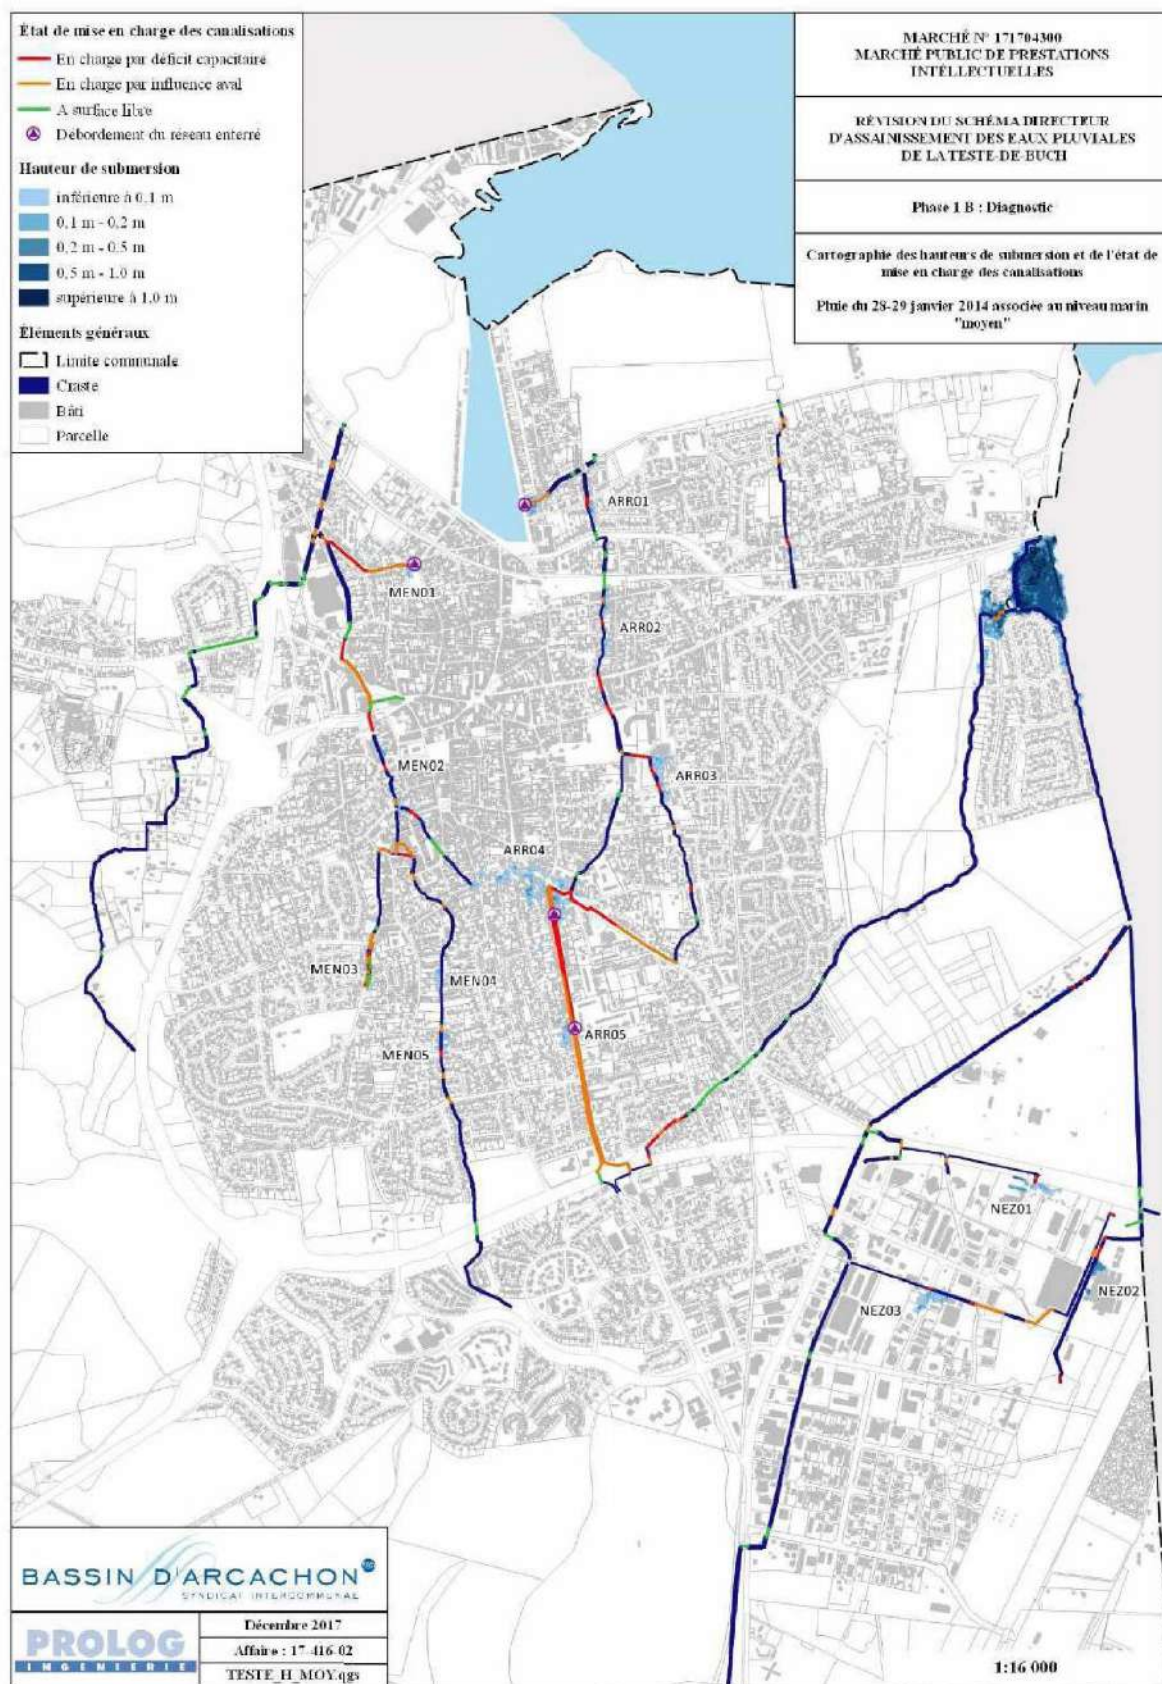 État de mise en charge des canalisations
En charge par déficit capacitaire
En charge par influence aval
A surface libre
Débordement du réseau enterré
Hauteur de submersion
inférieure à 0,1 m
0,1 m - 0,2 m
0,2 m - 0,5 m
0,5 m - 1,0 m
supérieure à 1,0 m
Éléments généraux
Limite communale
Craste
Bâti
Parcelle
MARCHÉ N° 171704300
MARCHÉ PUBLIC DE PRESTATIONS
INTELLECTUELLES
RÉVISION DU SCHÉMA DIRECTEUR
D'ASSAINISSEMENT DES EAUX PLUVIALES
DE LA TESTE-DE-BUCH
Phase 1 B : Diagnostic
Cartographie des hauteurs de submersion et de l'état de
mise en charge des canalisations
Pluie du 28-29 janvier 2014 associée au niveau marin
"moyen"
ARR01
MEN01
ARR02
MEN02
ARR03
ARR04
MEN03
MEN04
ARR05
MEN05
NEZ01
NEZ02
NEZ03
BASSIN D'ARCACHON
SYNDICAT INTERCOMMUNAL
PROLOG
INGENIERIE
Décembre 2017
Affaire : 17-416-02
TESTE_H_MOY.qgs
1:16 000